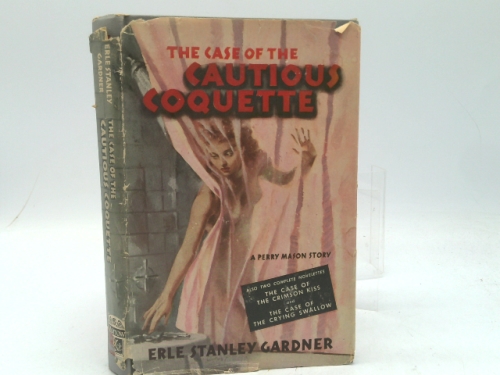 THE CASE OF THE
CAUTIOUS
COQUETTE
A PERRY MASON STORY
ALSO TWO COMPLETE NOVELETTES
THE CASE OF
THE CRIMSON KISS
and
THE CASE OF
THE CRYING SWALLOW
ERLE STANLEY GARDNER
ERLE STANLEY
GARDNER
THE CASE OF THE
CAUTIOUS COQUETTE